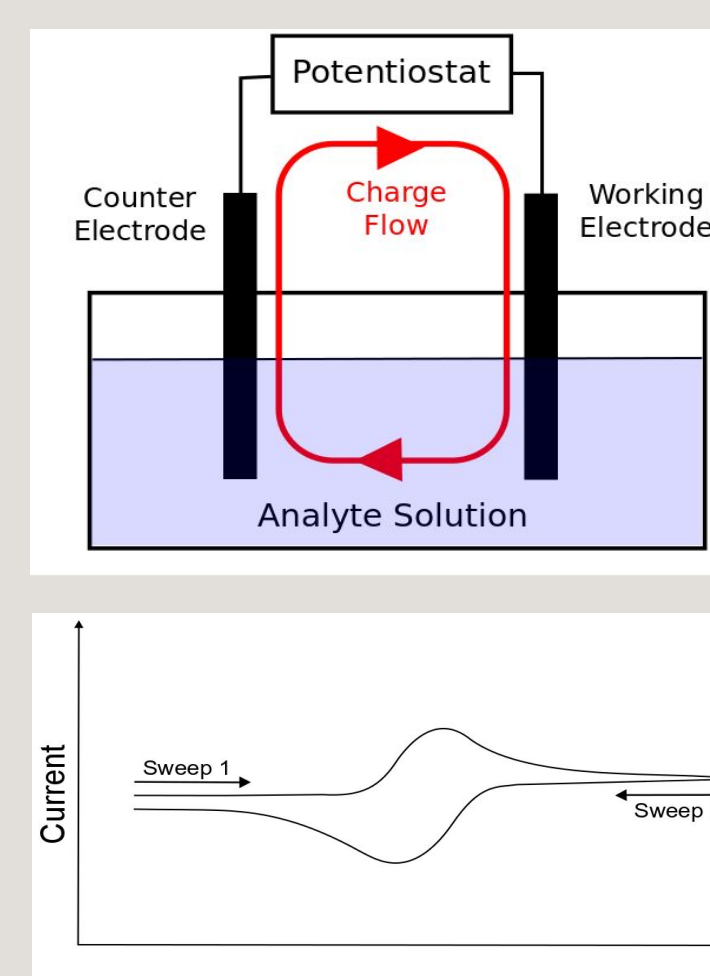 Potentiostat
Counter
Electrode
Charge
Flow
Working
Electrode
Analyte Solution
Current
Sweep 1
Sweep